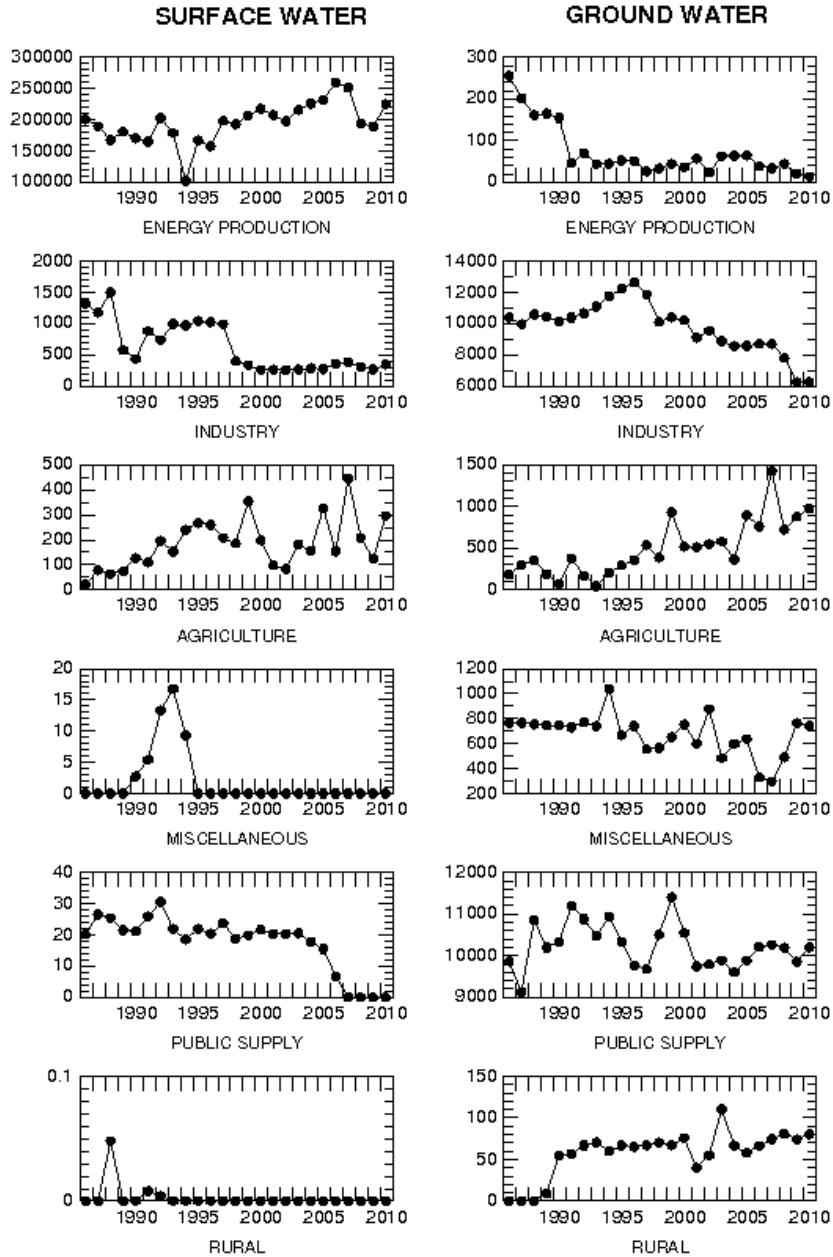 SURFACE WATER GROUND WATER
300000
250000
200000
150000
100000
1990 1995 2000 2005 2010
ENERGY PRODUCTION
300
200
100
0
1990 1995 2000 2005 2010
ENERGY PRODUCTION
2000
1500
1000
500
0
1990 1995 2000 2005 2010
INDUSTRY
14000
12000
10000
8000
6000
1990 1995 2000 2005 2010
INDUSTRY
500
400
300
200
100
0
1990 1995 2000 2005 2010
AGRICULTURE
1500
1000
500
0
1990 1995 2000 2005 2010
AGRICULTURE
20
15
10
5
0
1990 1995 2000 2005 2010
MISCELLANEOUS
1200
1000
800
600
400
200
1990 1995 2000 2005 2010
MISCELLANEOUS
40
30
20
10
0
1990 1995 2000 2005 2010
PUBLIC SUPPLY
12000
11000
10000
9000
1990 1995 2000 2005 2010
PUBLIC SUPPLY
0.1
0
1990 1995 2000 2005 2010
RURAL
150
100
50
0
1990 1995 2000 2005 2010
RURAL